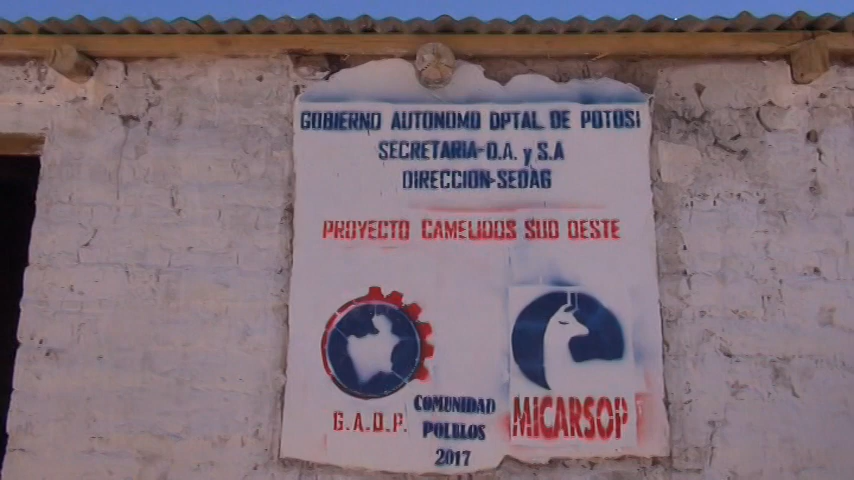 GOBIERNO AUTONOMO DPTAL. DE POTOSI
SECRETARIA-D.A. y S.A
DIRECCION-SEDAG
PROYECTO CAMELIDOS SUD OESTE
G.A.D.P.
COMUNIDAD
POLULOS
2017
MICARSOP